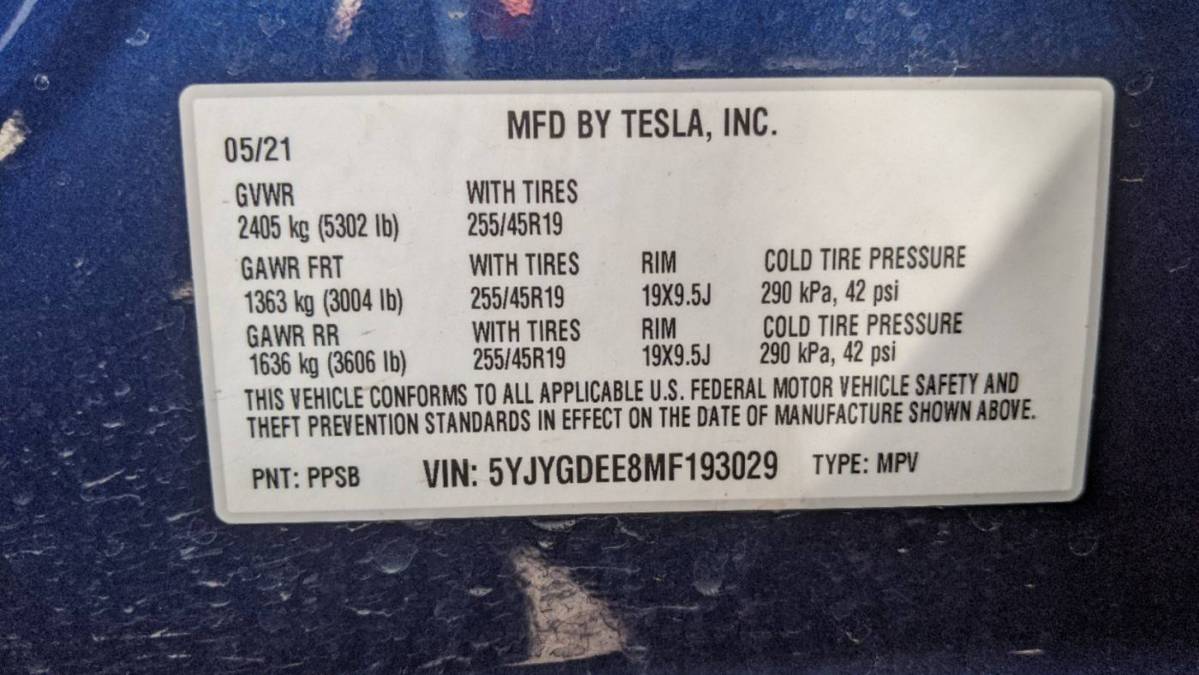 MFD BY TESLA, INC.
05/21
GVWR WITH TIRES
2405 kg (5302 lb) 255/45R19
GAWR FRT WITH TIRES RIM COLD TIRE PRESSURE
1363 kg (3004 lb) 255/45R19 19X9.5J 290 kPa, 42 psi
GAWR RR WITH TIRES RIM COLD TIRE PRESSURE
1636 kg (3606 lb) 255/45R19 19X9.5J 290 kPa, 42 psi
THIS VEHICLE CONFORMS TO ALL APPLICABLE U.S. FEDERAL MOTOR VEHICLE SAFETY AND
THEFT PREVENTION STANDARDS IN EFFECT ON THE DATE OF MANUFACTURE SHOWN ABOVE.
PNT: PPSB VIN: 5YJYGDEE8MF193029 TYPE: MPV